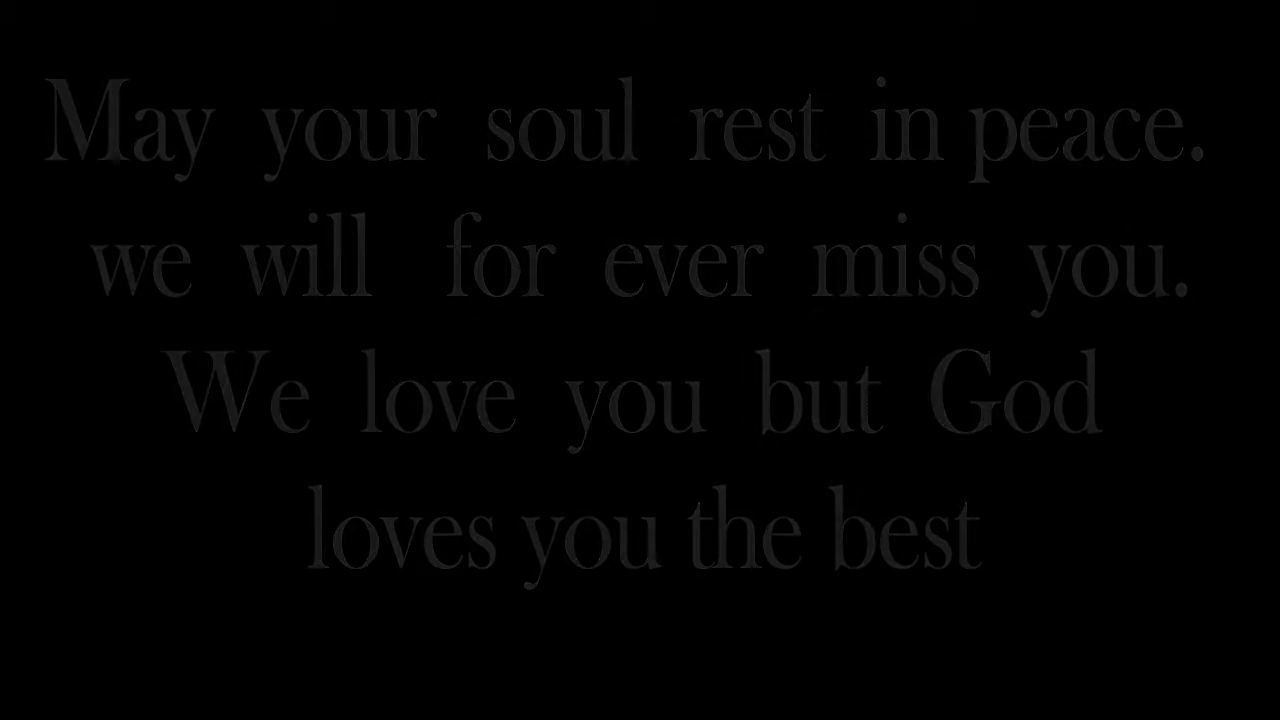 May your soul rest in peace.
we will for ever miss you.
We love you but God
loves you the best